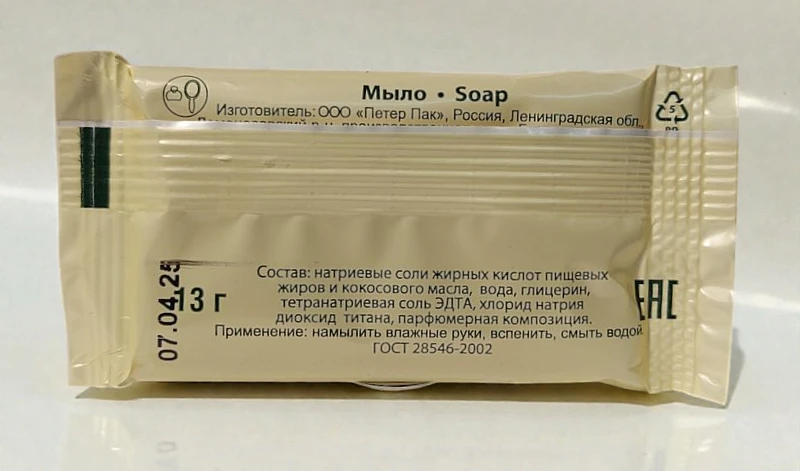 Мыло • Soap
Изготовитель: ООО «Петер Пак», Россия, Ленинградская обл.,
5
07.04.25
13 г
Состав: натриевые соли жирных кислот пищевых
жиров и кокосового масла, вода, глицерин,
тетранатриевая соль ЭДТА, хлорид натрия
диоксид титана, парфюмерная композиция.
Применение: намылить влажные руки, вспенить, смыть водой
ГОСТ 28546-2002
EAC